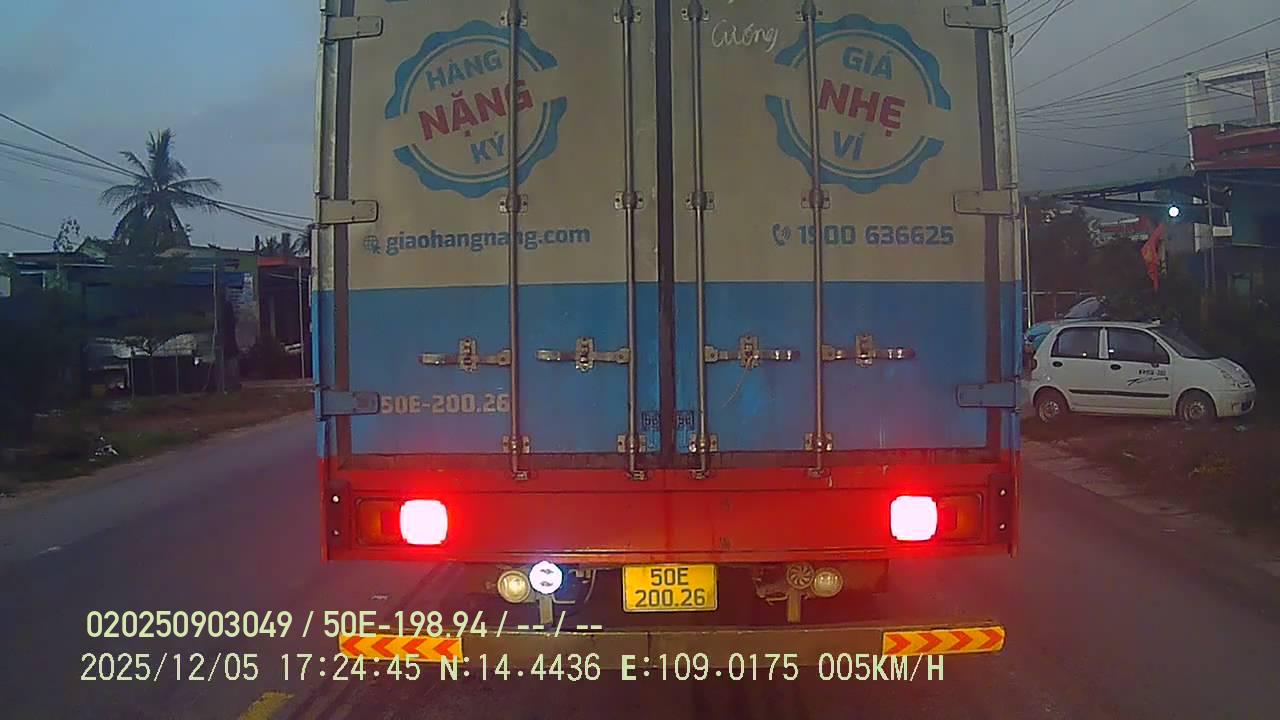 Cương
HÀNG
NẶNG
KÝ
GIÁ
NHẸ
VÍ
giaohangnang.com
1900 636625
50E-200.26
50E
200.26
020250903049 / 50E-198.94 / -- / --
2025/12/05 17:24:45 N:14.4436 E:109.0175 005KM/H